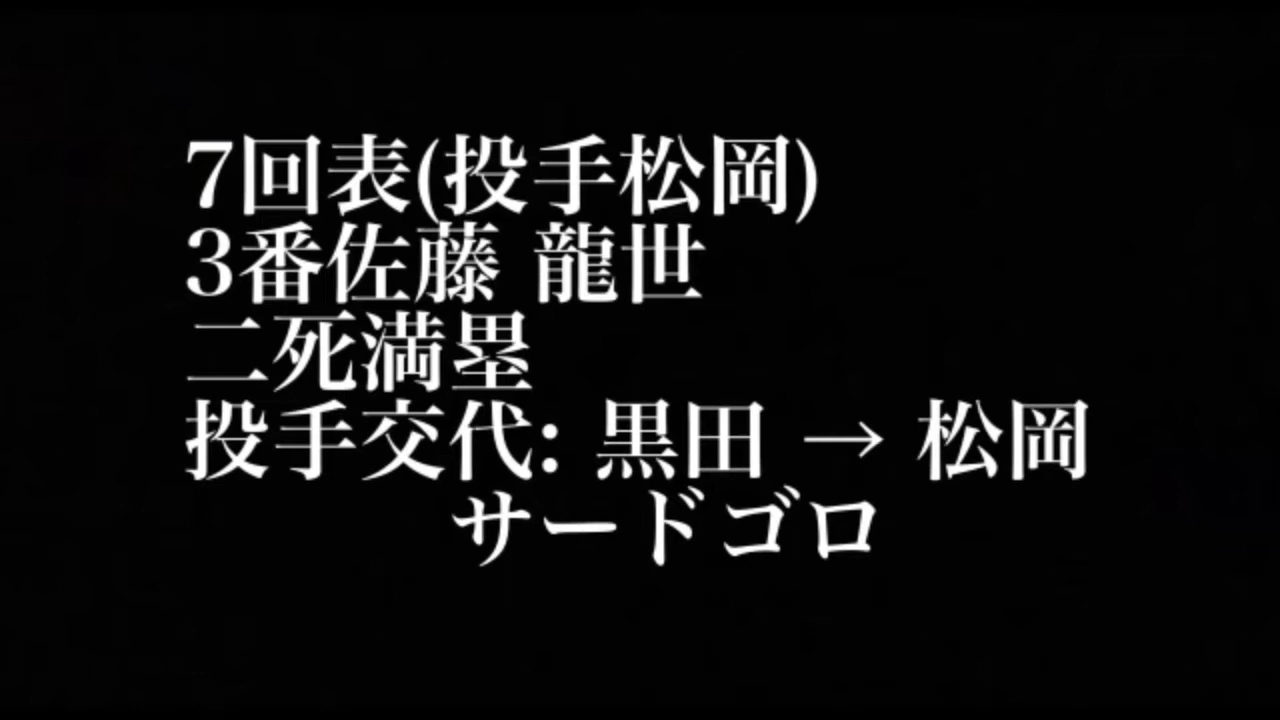 7回表(投手松岡)
3番佐藤 龍世
二死満塁
投手交代: 黒田 → 松岡
サードゴロ